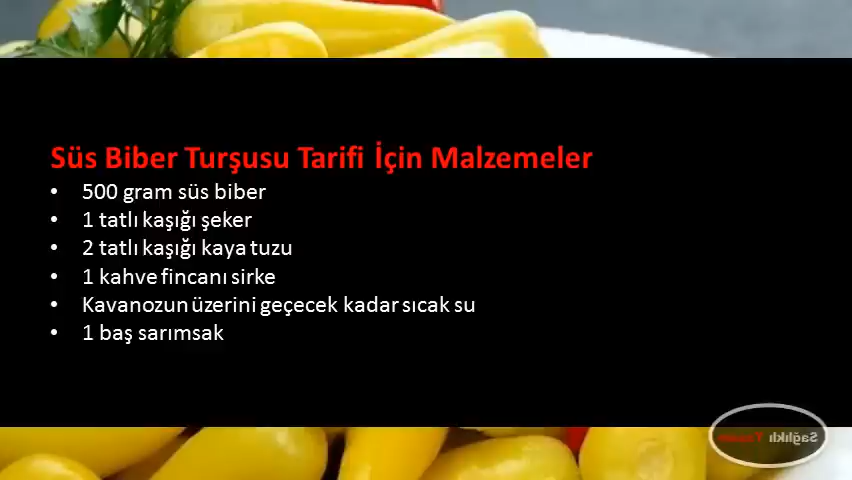 Süs Biber Turşusu Tarifi İçin Malzemeler
• 500 gram süs biber
• 1 tatlı kaşığı şeker
• 2 tatlı kaşığı kaya tuzu
• 1 kahve fincanı sirke
• Kavanozun üzerini geçecek kadar sıcak su
• 1 baş sarımsak
Sağlıklı